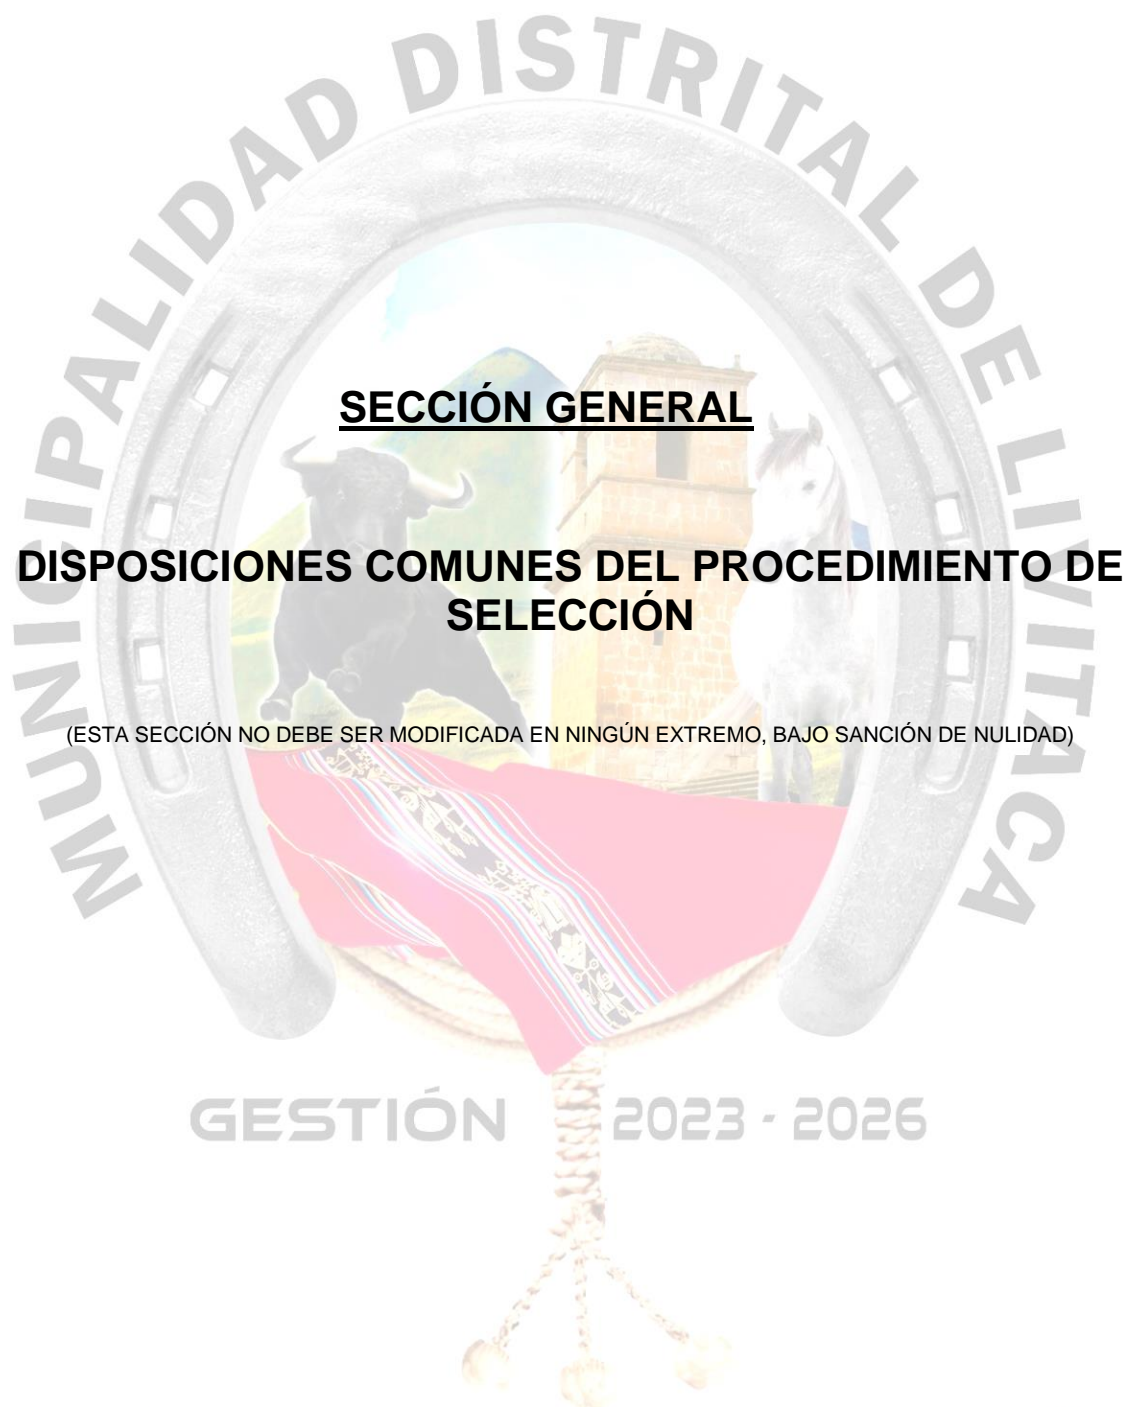 MUNICIPALIDAD DISTRITAL DE LIVITACA
SECCIÓN GENERAL
DISPOSICIONES COMUNES DEL PROCEDIMIENTO DE
SELECCIÓN
(ESTA SECCIÓN NO DEBE SER MODIFICADA EN NINGÚN EXTREMO, BAJO SANCIÓN DE NULIDAD)
GESTIÓN 2023 - 2026